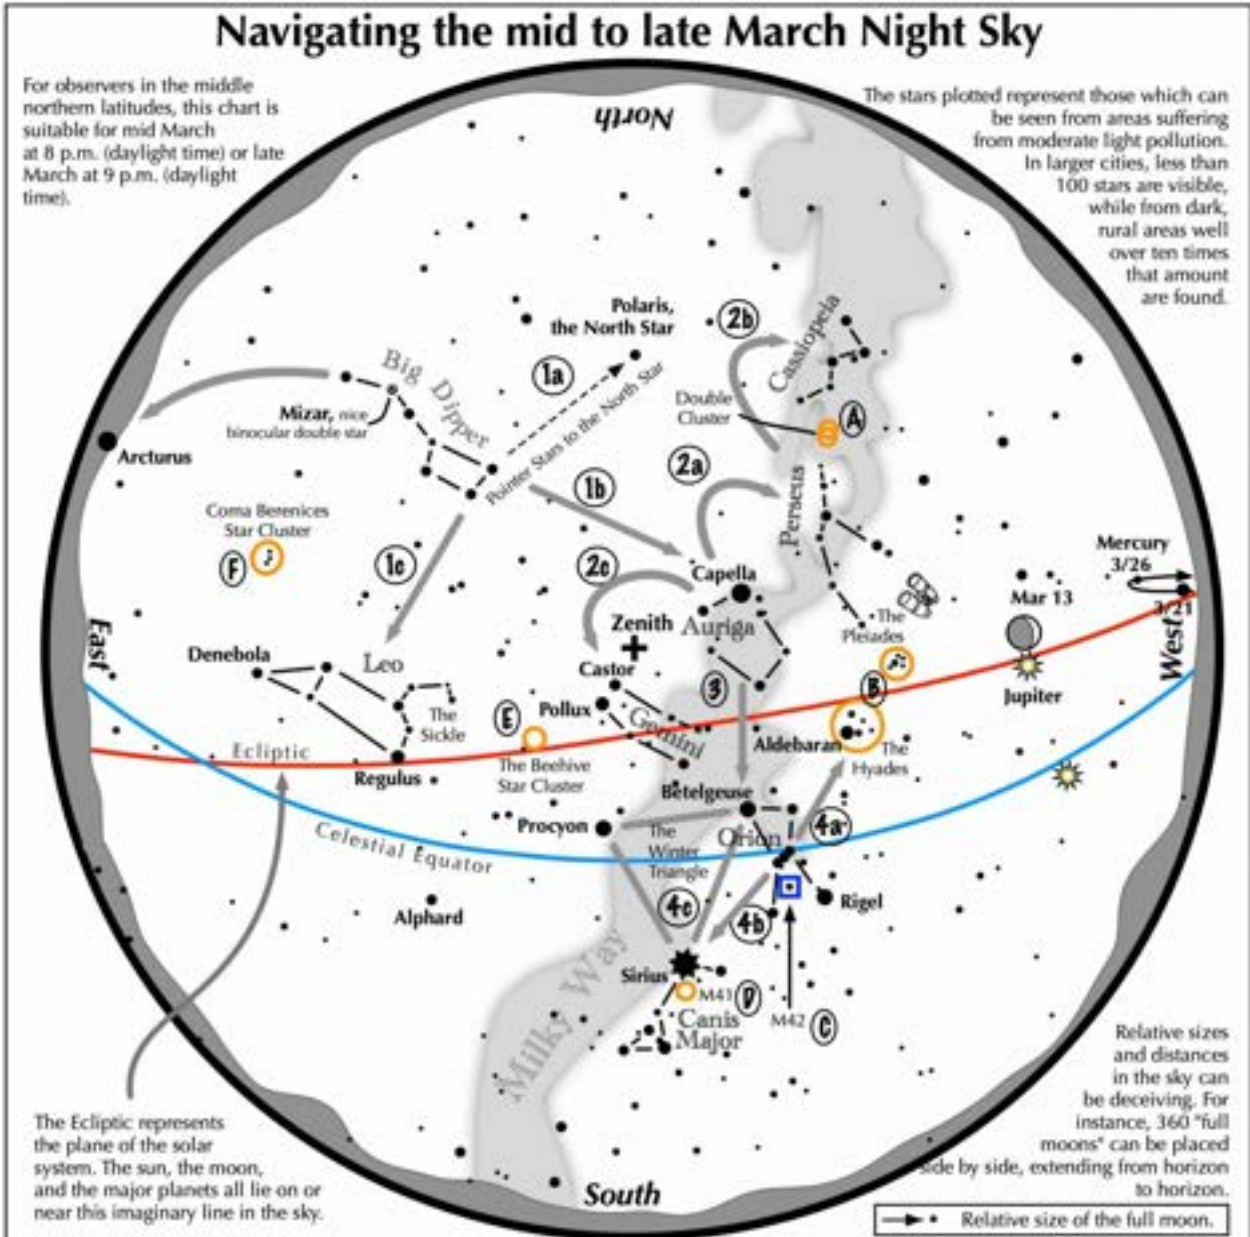 Navigating the mid to late March Night Sky
For observers in the middle
northern latitudes, this chart is
suitable for mid March
at 8 p.m. (daylight time) or late
March at 9 p.m. (daylight
time).
The stars plotted represent those which can
be seen from areas suffering
from moderate light pollution.
In larger cities, less than
100 stars are visible,
while from dark,
rural areas well
over ten times
that amount
are found.
North
Polaris,
the North Star
2b
Cassiopeia
1a
Big Dipper
Mizar, nice
binocular double star
Pointer Stars to the North Star
Double
Cluster
A
Arcturus
2a
1b
Perseus
Coma Berenices
Star Cluster
F
1c
2c
Capella
Mercury
3/26
Mar 13
3/21
The
Pleiades
Zenith
Auriga
East
West
Denebola
Leo
Castor
3
B
Jupiter
The
Sickle
E
Pollux
Gemini
Aldebaran
The
Hyades
Ecliptic
Regulus
The Beehive
Star Cluster
Betelgeuse
Procyon
The
Winter
Triangle
Orion
4a
Celestial Equator
Alphard
4c
4b
Rigel
Milky Way
Sirius
M41
D
M42
C
Canis
Major
South
The Ecliptic represents
the plane of the solar
system. The sun, the moon,
and the major planets all lie on or
near this imaginary line in the sky.
Relative sizes
and distances
in the sky can
be deceiving. For
instance, 360 "full
moons" can be placed
side by side, extending from horizon
to horizon.
Relative size of the full moon.